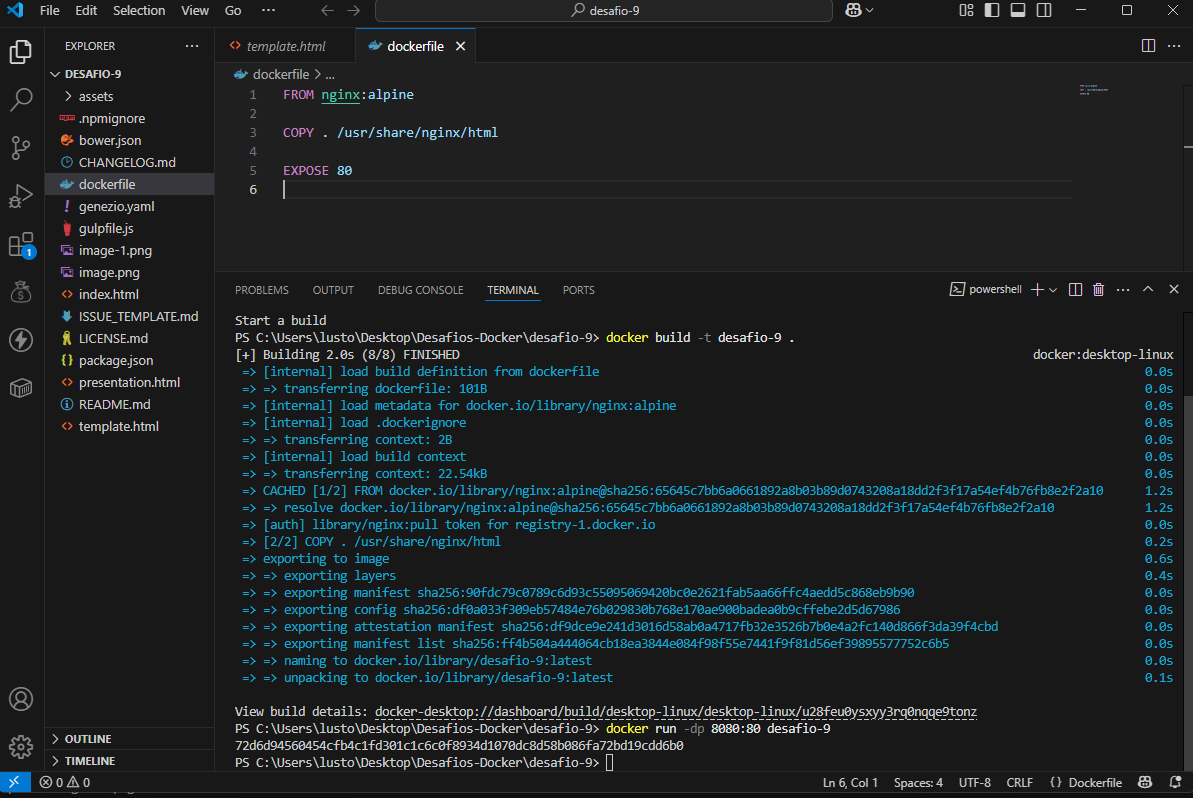 File Edit Selection View Go ··· desafio-9
EXPLORER ···
DESAFIO-9
assets
.npmignore
bower.json
CHANGELOG.md
dockerfile
genezio.yaml
gulpfile.js
image-1.png
image.png
index.html
ISSUE_TEMPLATE.md
LICENSE.md
package.json
presentation.html
README.md
template.html
OUTLINE
TIMELINE
1
template.html dockerfile
dockerfile > ...
1 FROM nginx:alpine
2
3 COPY . /usr/share/nginx/html
4
5 EXPOSE 80
6
PROBLEMS OUTPUT DEBUG CONSOLE TERMINAL PORTS powershell
Start a build
PS C:\Users\lusto\Desktop\Desafios-Docker\desafio-9> docker build -t desafio-9 .
[+] Building 2.0s (8/8) FINISHED docker:desktop-linux
=> [internal] load build definition from dockerfile 0.0s
=> => transferring dockerfile: 101B 0.0s
=> [internal] load metadata for docker.io/library/nginx:alpine 0.0s
=> [internal] load .dockerignore 0.0s
=> => transferring context: 2B 0.0s
=> [internal] load build context 0.0s
=> => transferring context: 22.54kB 0.0s
=> CACHED [1/2] FROM docker.io/library/nginx:alpine@sha256:65645c7bb6a0661892a8b03b89d0743208a18dd2f3f17a54ef4b76fb8e2f2a10 1.2s
=> => resolve docker.io/library/nginx:alpine@sha256:65645c7bb6a0661892a8b03b89d0743208a18dd2f3f17a54ef4b76fb8e2f2a10 1.2s
=> [auth] library/nginx:pull token for registry-1.docker.io 0.0s
=> [2/2] COPY . /usr/share/nginx/html 0.2s
=> exporting to image 0.6s
=> => exporting layers 0.4s
=> => exporting manifest sha256:90fdc79c0789c6d93c55095069420bc0e2621fab5aa66ffc4aedd5c868eb9b90 0.0s
=> => exporting config sha256:df0a033f309eb57484e76b029830b768e170ae900badea0b9cffebe2d5d67986 0.0s
=> => exporting attestation manifest sha256:df9dce9e241d3016d58ab0a4717fb32e3526b7b0e4a2fc140d866f3da39f4cbd 0.0s
=> => exporting manifest list sha256:ff4b504a444064cb18ea3844e084f98f55e7441f9f81d56ef39895577752c6b5 0.0s
=> => naming to docker.io/library/desafio-9:latest 0.0s
=> => unpacking to docker.io/library/desafio-9:latest 0.1s
View build details: docker-desktop://dashboard/build/desktop-linux/desktop-linux/u28feu0ysxyy3rq0nqqe9tonz
PS C:\Users\lusto\Desktop\Desafios-Docker\desafio-9> docker run -dp 8080:80 desafio-9
72d6d94560454cfb4c1fd301c1c6c0f8934d1070dc8d58b086fa72bd19cdd6b0
PS C:\Users\lusto\Desktop\Desafios-Docker\desafio-9>
0 0 Ln 6, Col 1 Spaces: 4 UTF-8 CRLF {} Dockerfile